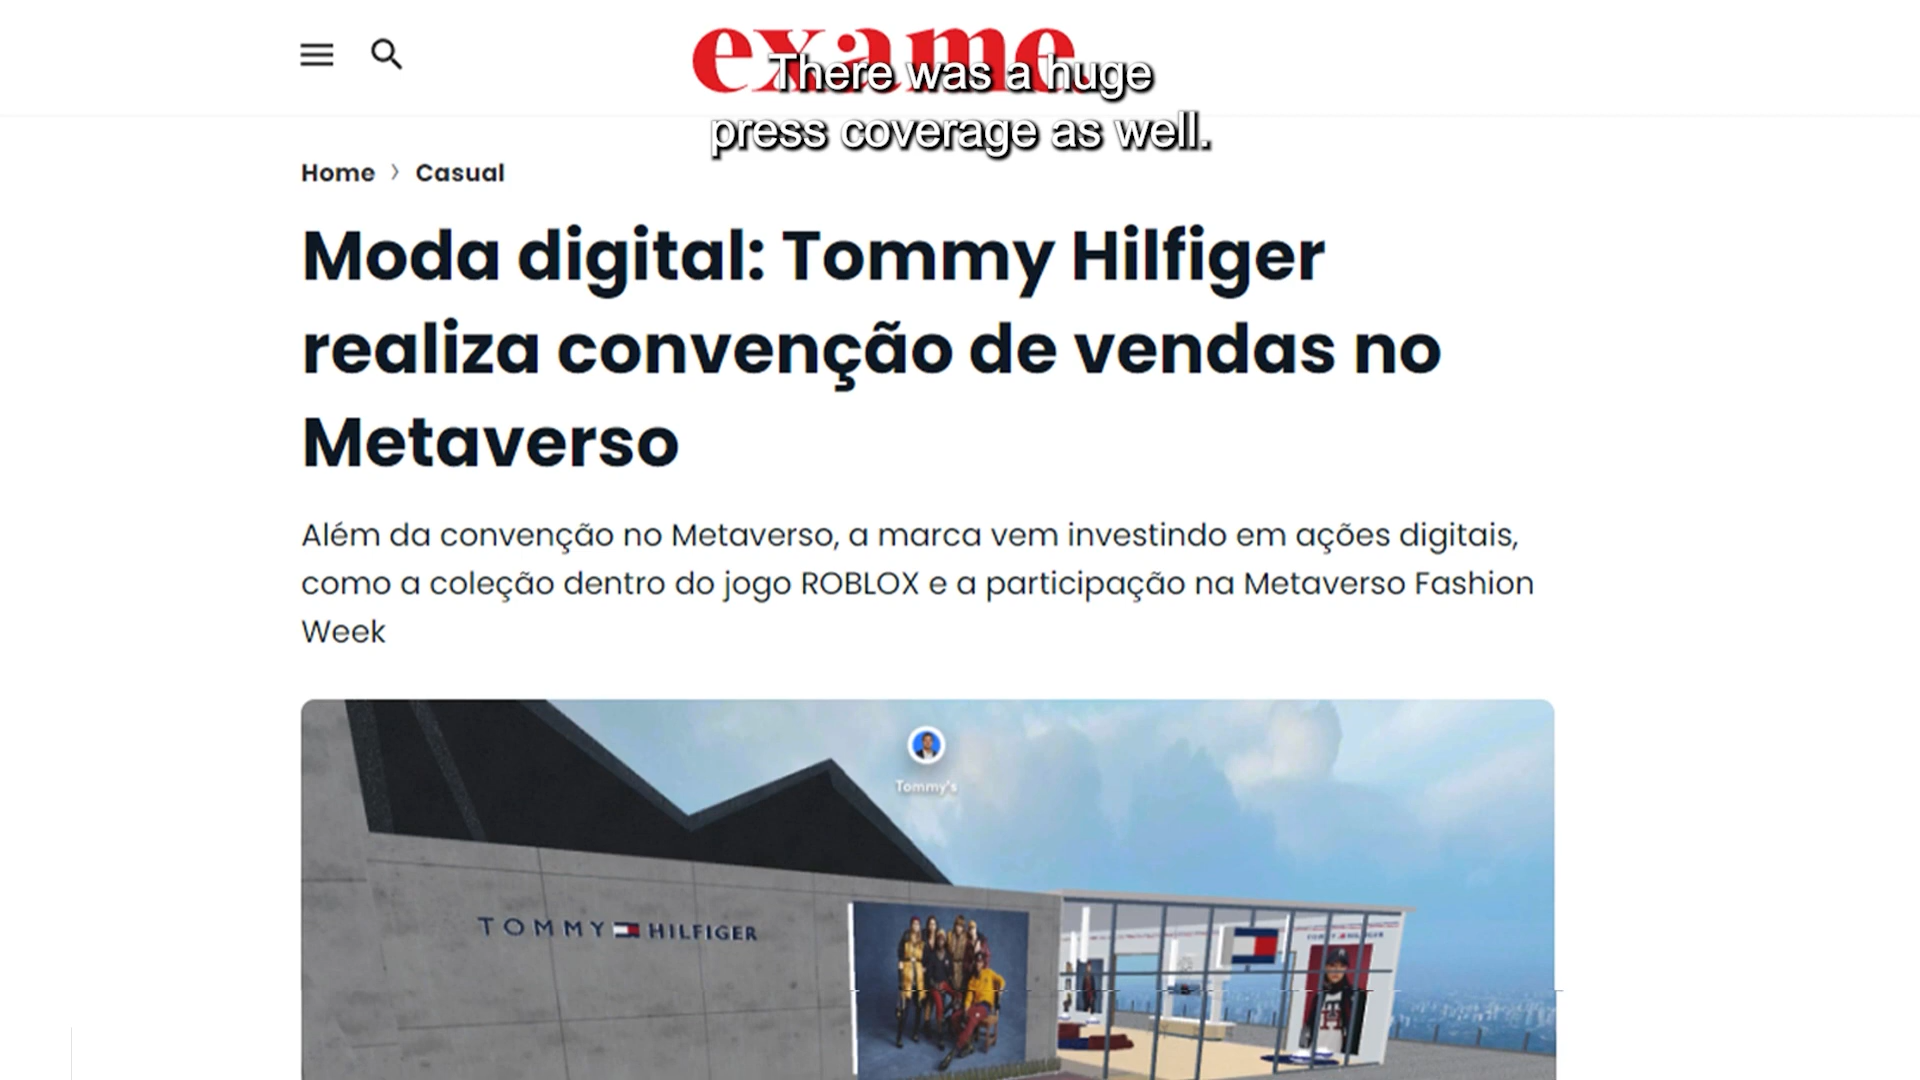 exame.
There was a huge
press coverage as well.
Home > Casual
Moda digital: Tommy Hilfiger
realiza convenção de vendas no
Metaverso
Além da convenção no Metaverso, a marca vem investindo em ações digitais,
como a coleção dentro do jogo ROBLOX e a participação na Metaverso Fashion
Week
Tommy's
TOMMY HILFIGER
TOMMY HILFIGER